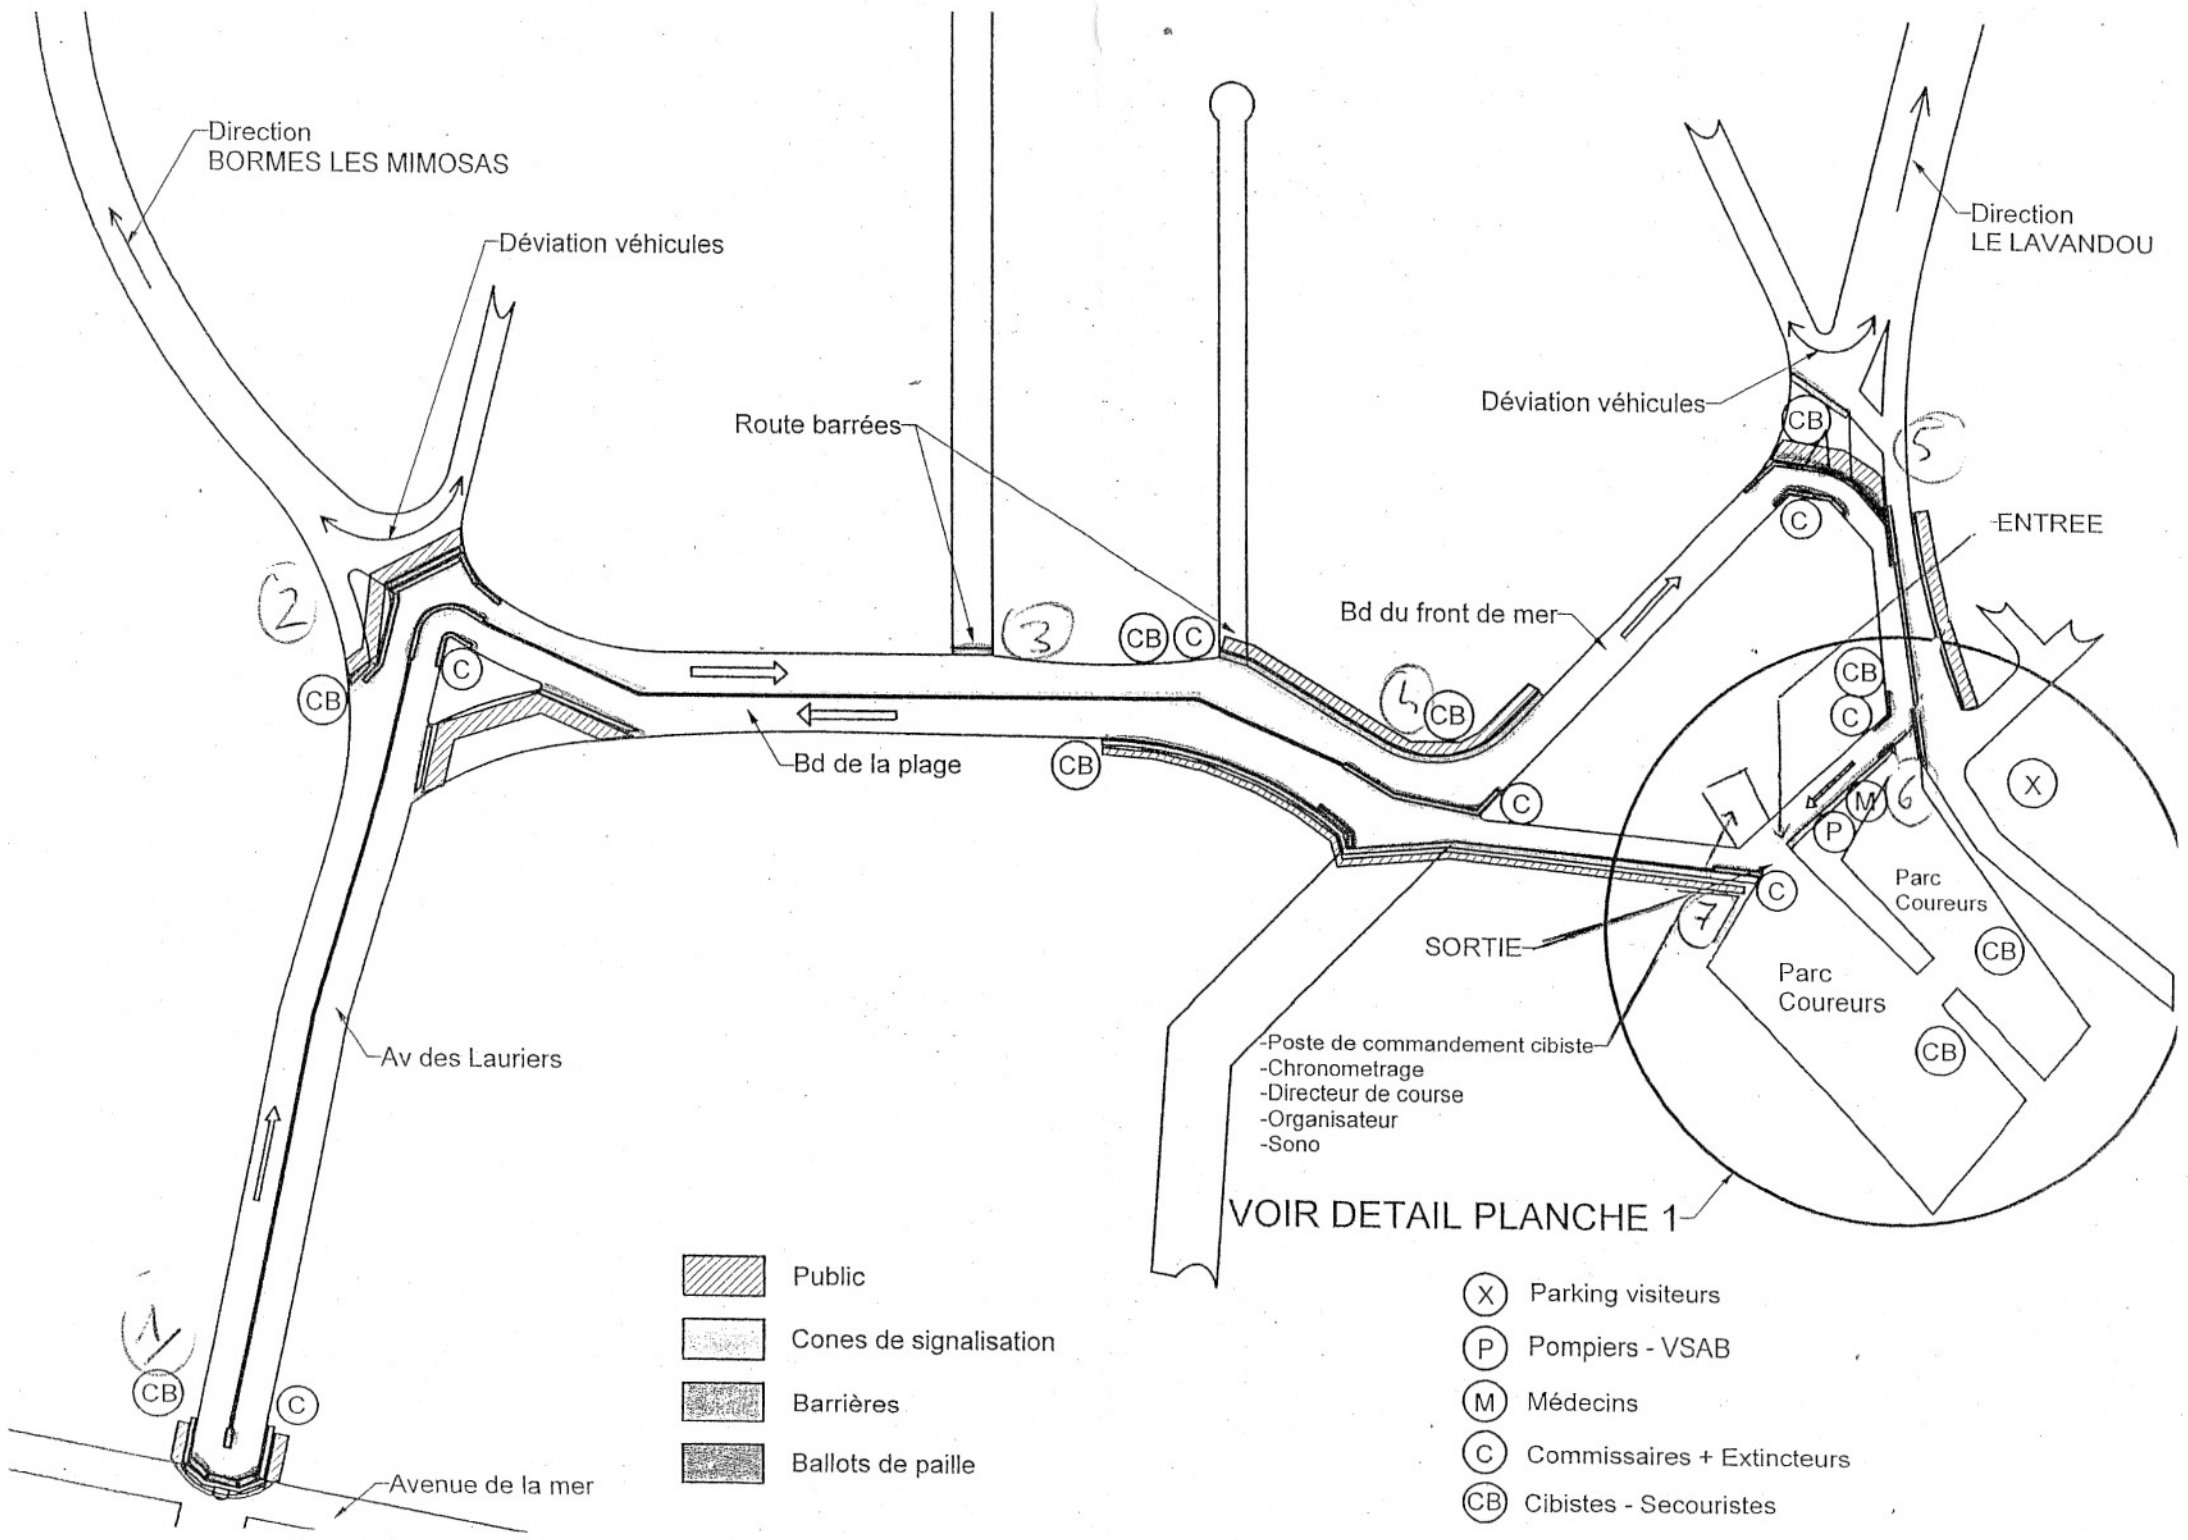 Direction
BORMES LES MIMOSAS
Déviation véhicules
Direction
LE LAVANDOU
Déviation véhicules
Route barrées
CB
5
C
ENTREE
2
3
CB
C
Bd du front de mer
C
CB
4
CB
CB
C
Bd de la plage
CB
C
X
M
6
P
C
7
Parc
Coureurs
SORTIE
CB
Parc
Coureurs
-Poste de commandement cibiste
-Chronometrage
-Directeur de course
-Organisateur
-Sono
CB
Av des Lauriers
VOIR DETAIL PLANCHE 1
1
CB
C
Avenue de la mer
Public
Cones de signalisation
Barrières
Ballots de paille
X Parking visiteurs
P Pompiers - VSAB
M Médecins
C Commissaires + Extincteurs
CB Cibistes - Secouristes